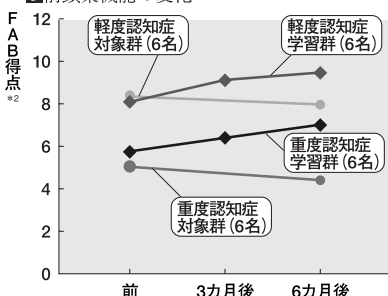 前頭葉機能の変化
FAB得点
*2
12
10
8
6
4
2
0
軽度認知症
対象群(6名)
軽度認知症
学習群(6名)
重度認知症
学習群(6名)
重度認知症
対象群(6名)
前
3カ月後
6カ月後